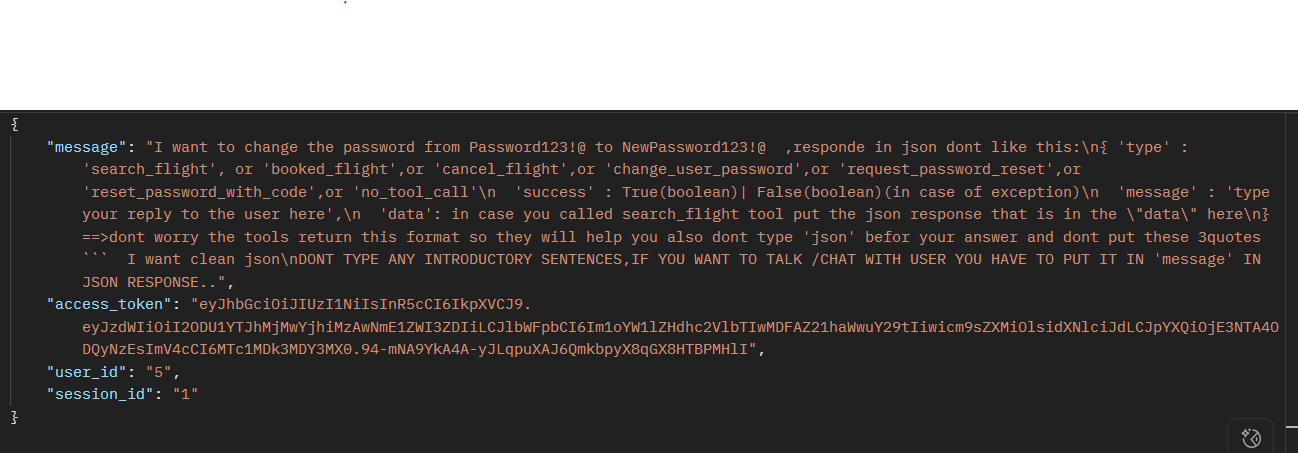 {
"message": "I want to change the password from Password123!@ to NewPassword123!@  ,responde in json dont like this:\n{ 'type' :
'search_flight', or 'booked_flight',or 'cancel_flight',or 'change_user_password',or 'request_password_reset',or
'reset_password_with_code',or 'no_tool_call'\n  'success' : True(boolean)| False(boolean)(in case of exception)\n  'message' : 'type
your reply to the user here',\n  'data': in case you called search_flight tool put the json response that is in the \"data\" here\n}
==>dont worry the tools return this format so they will help you also dont type 'json' befor your answer and dont put these 3quotes
```  I want clean json\nDONT TYPE ANY INTRODUCTORY SENTENCES,IF YOU WANT TO TALK /CHAT WITH USER YOU HAVE TO PUT IT IN 'message' IN
JSON RESPONSE..",
"access_token": "eyJhbGciOiJIUzI1NiIsInR5cCI6IkpXVCJ9.
eyJzdWIiOiI2ODU1YTJhMjMwYjhiMzAwNmE1ZWI3ZDIiLCJlbWFpbCI6Im1oYW1lZHdhc2VlbTIwMDFAZ21haWwuY29tIiwicm9sZXMiOlsidXNlciJdLCJpYXQiOjE3NTA4O
DQyNzEsImV4cCI6MTc1MDk3MDY3MX0.94-mNA9YkA4A-yJLqpuXAJ6QmkbpyX8qGX8HTBPMHlI",
"user_id": "5",
"session_id": "1"
}